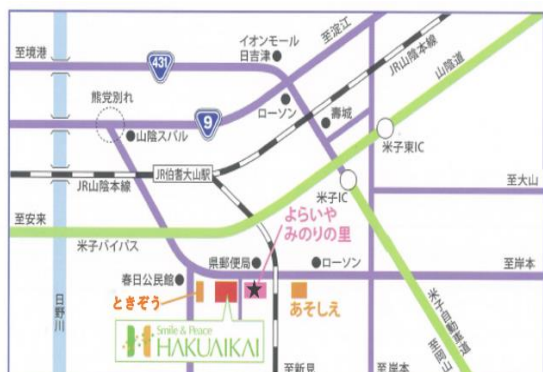 至境港
431
イオンモール
日吉津
至淀江
JR山陰本線
山陰道
熊党別れ
9
ローソン
壽城
山陰スバル
米子東IC
JR山陰本線
JR伯耆大山駅
米子IC
至大山
至安来
米子バイパス
よらいや
みのりの里
県郵便局
ローソン
至岸本
春日公民館
ときぞう
あそしえ
日野川
Smile & Peace
HAKUAIKAI
米子自動車道
至岡山
至新見
至岸本